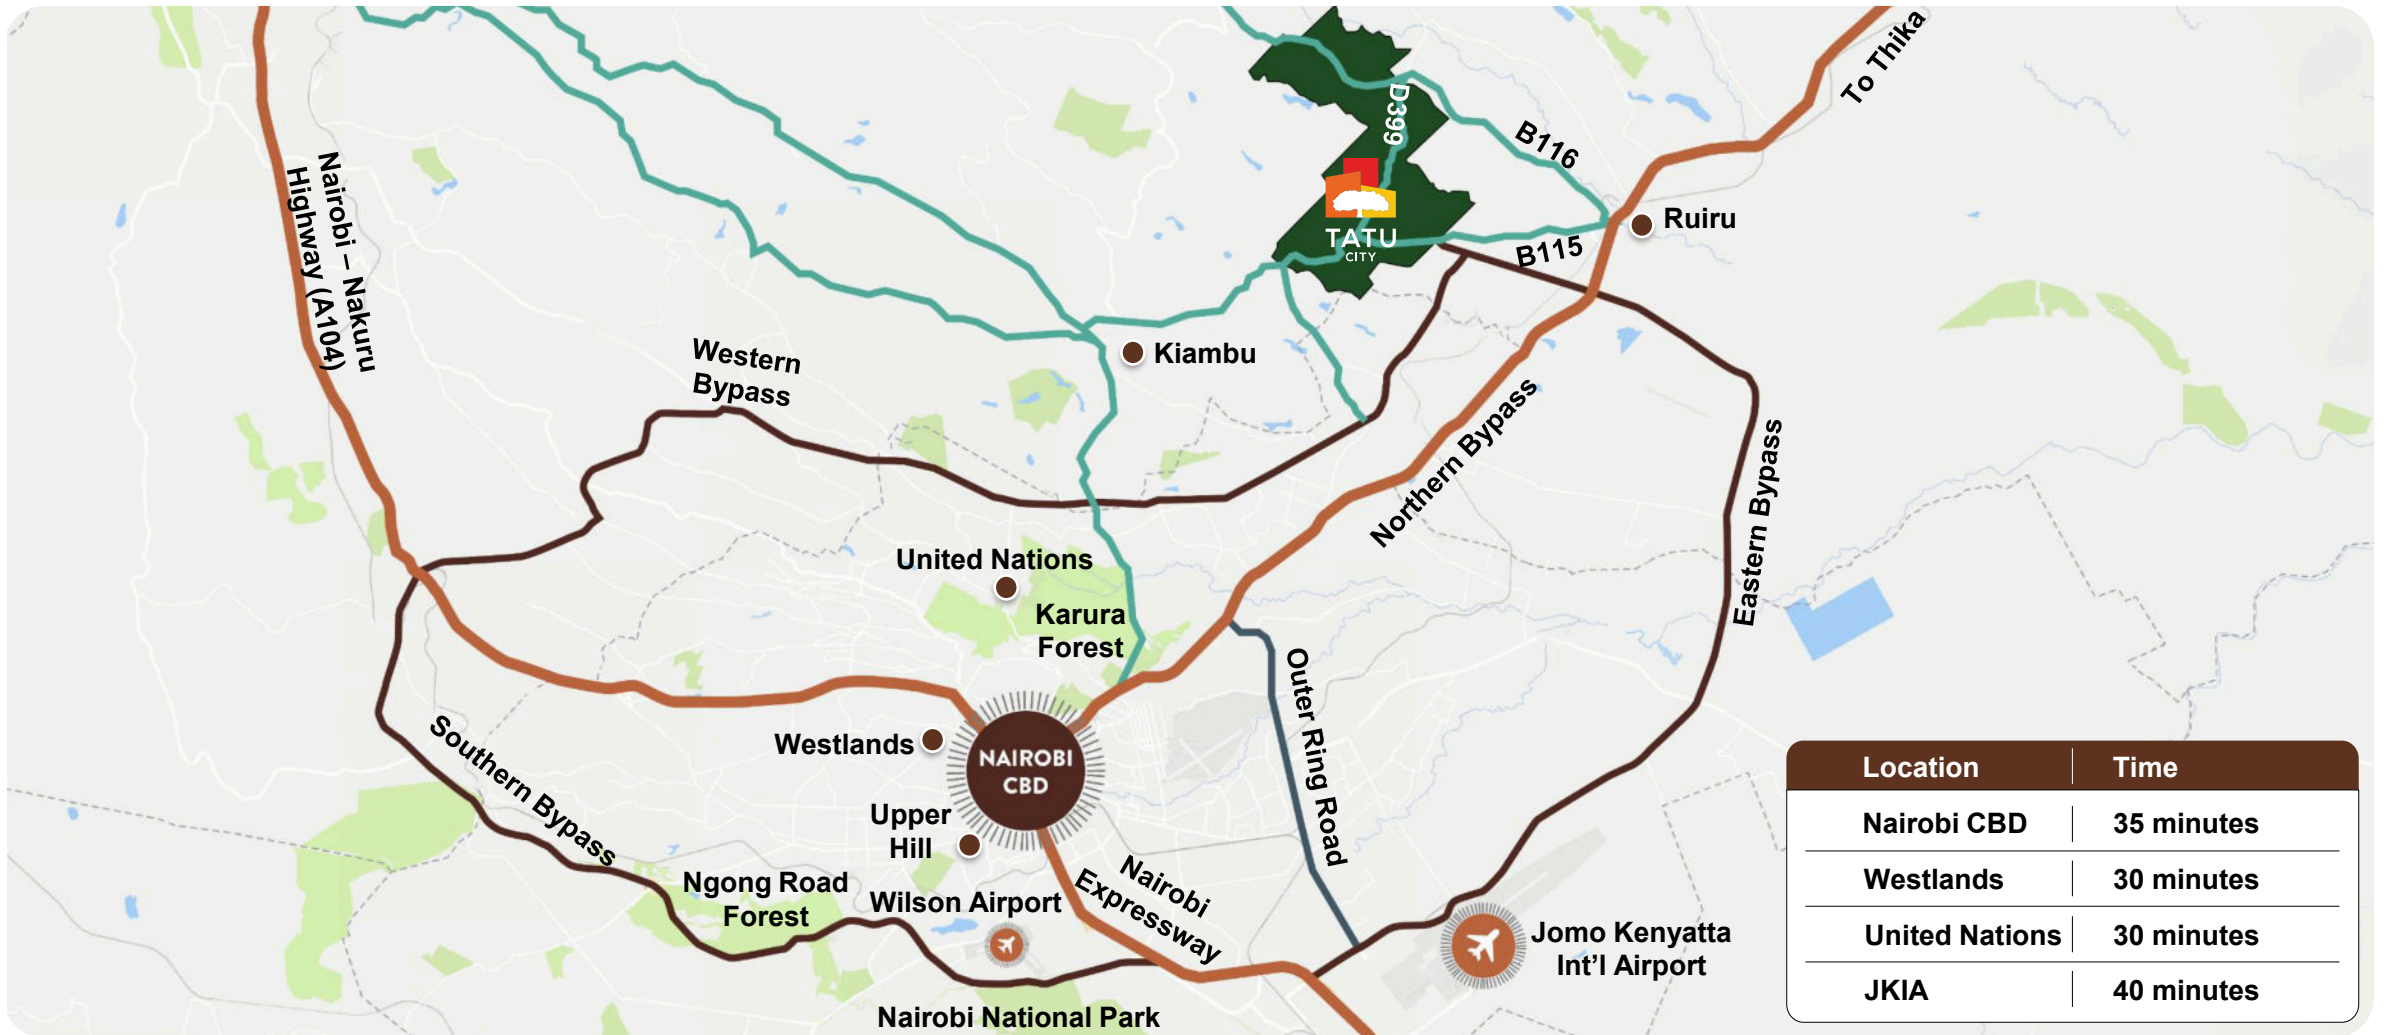 To Thika
D399
B116
Nairobi – Nakuru
Highway (A104)
TATU
CITY
Ruiru
B115
Western
Bypass
Kiambu
Northern Bypass
Eastern Bypass
United Nations
Karura
Forest
Outer Ring Road
Southern Bypass
Westlands
NAIROBI
CBD
Upper
Hill
Ngong Road
Forest
Wilson Airport
Nairobi
Expressway
Jomo Kenyatta
Int'l Airport
Nairobi National Park
Location Time
Nairobi CBD 35 minutes
Westlands 30 minutes
United Nations 30 minutes
JKIA 40 minutes